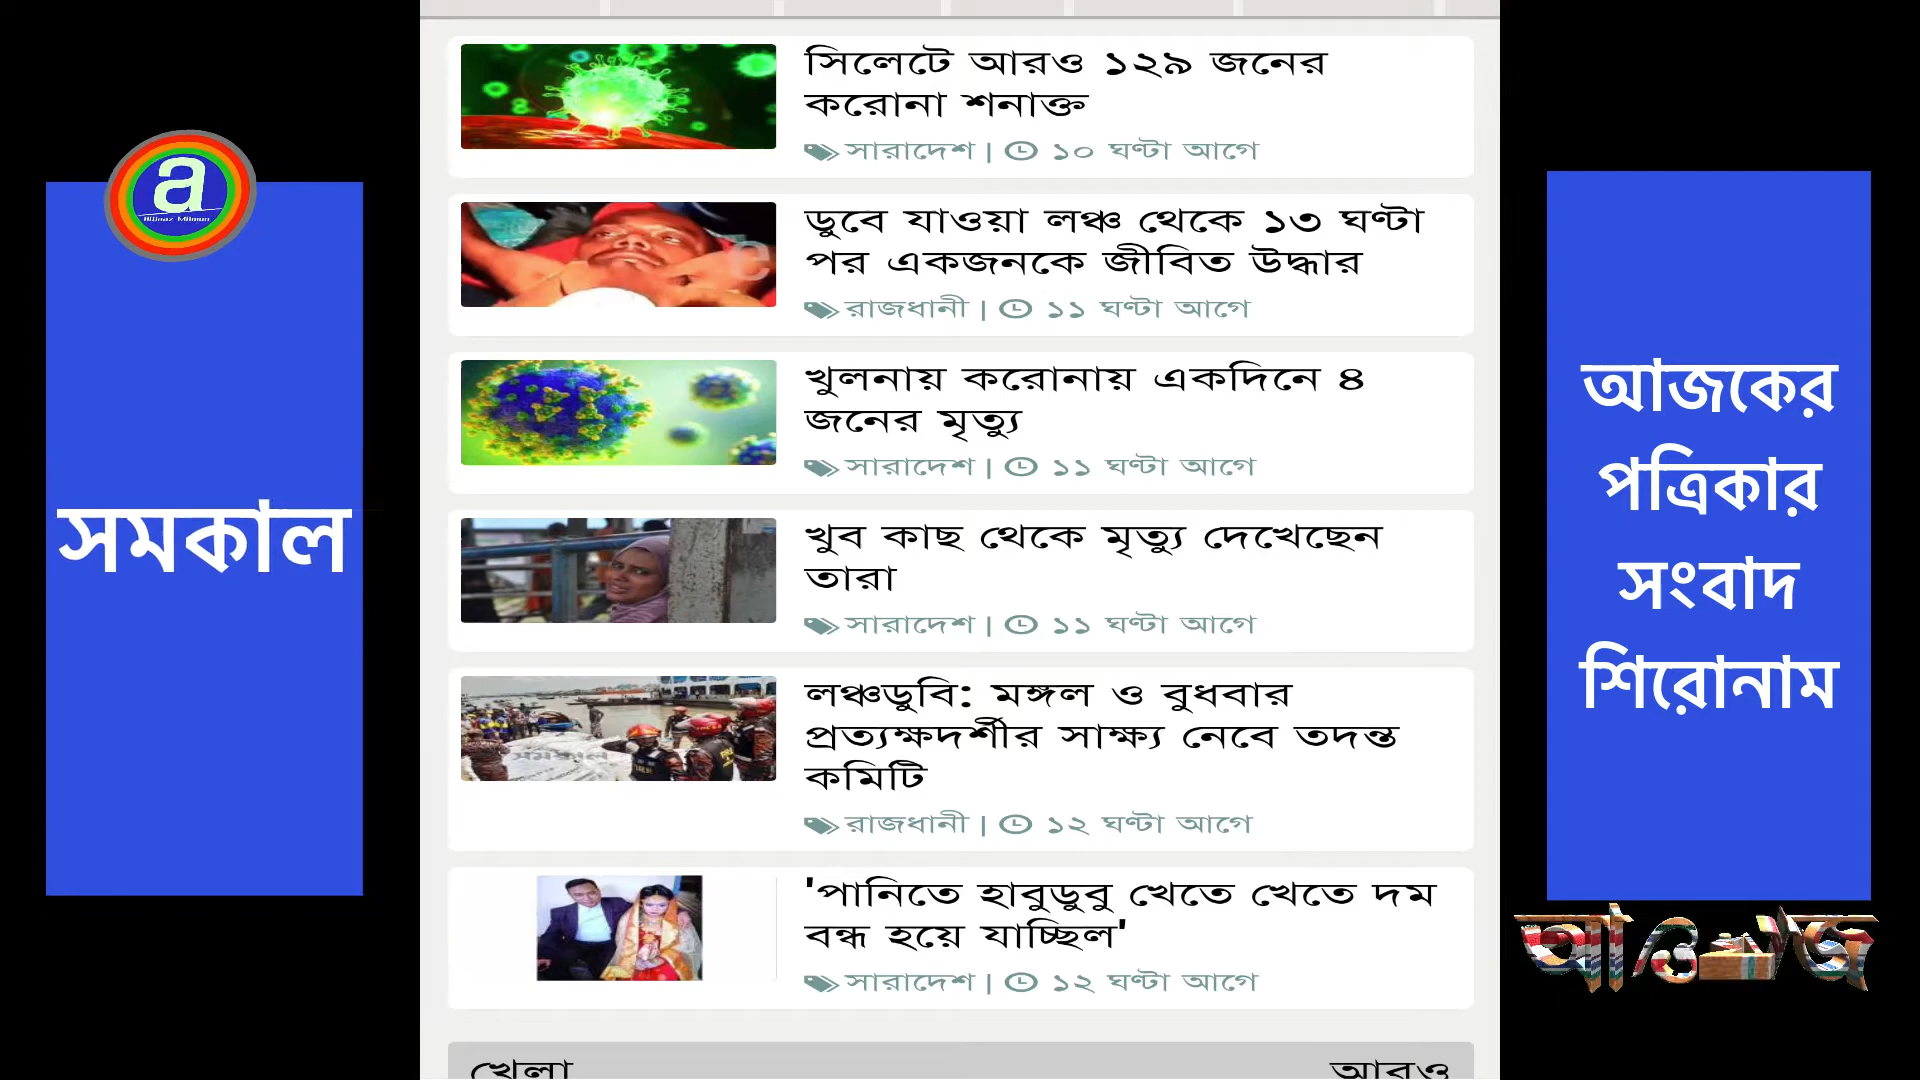 a
সমকাল
সিলেটে আরও ১২৯ জনের
করোনা শনাক্ত
সারাদেশ | ১০ ঘণ্টা আগে
ডুবে যাওয়া লঞ্চ থেকে ১৩ ঘণ্টা
পর একজনকে জীবিত উদ্ধার
রাজধানী | ১১ ঘণ্টা আগে
খুলনায় করোনায় একদিনে ৪
জনের মৃত্যু
সারাদেশ | ১১ ঘণ্টা আগে
খুব কাছ থেকে মৃত্যু দেখেছেন
তারা
সারাদেশ | ১১ ঘণ্টা আগে
লঞ্চডুবি: মঙ্গল ও বুধবার
প্রত্যক্ষদর্শীর সাক্ষ্য নেবে তদন্ত
কমিটি
রাজধানী | ১২ ঘণ্টা আগে
সমকাল
'পানিতে হাবুডুবু খেতে খেতে দম
বন্ধ হয়ে যাচ্ছিল'
সারাদেশ | ১২ ঘণ্টা আগে
খেলা আরও
আজকের
পত্রিকার
সংবাদ
শিরোনাম